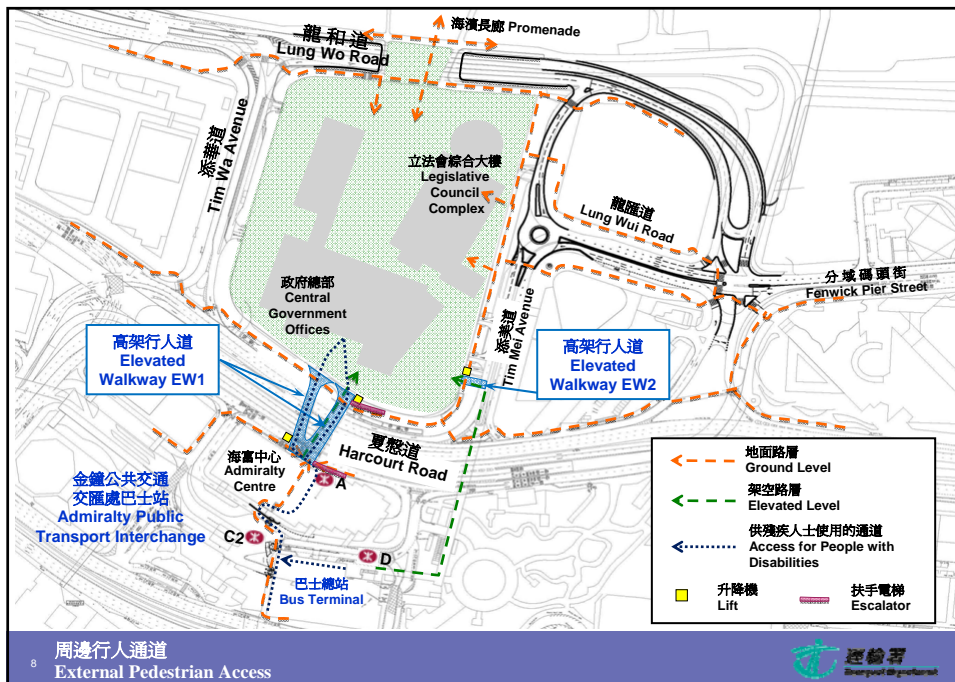 海濱長廊 Promenade
龍和道
Lung Wo Road
添華道
Tim Wa Avenue
立法會綜合大樓
Legislative
Council
Complex
龍匯道
Lung Wui Road
分域碼頭街
Fenwick Pier Street
政府總部
Central
Government
Offices
添美道
Tim Mei Avenue
高架行人道
Elevated
Walkway EW1
高架行人道
Elevated
Walkway EW2
夏慤道
Harcourt Road
海富中心
Admiralty
Centre
A
金鐘公共交通
交匯處巴士站
Admiralty Public
Transport Interchange
C2
D
巴士總站
Bus Terminal
地面路層
Ground Level
架空路層
Elevated Level
供殘疾人士使用的通道
Access for People with
Disabilities
升降機
Lift
扶手電梯
Escalator
8
周邊行人通道
External Pedestrian Access
運輸署
Transport Department